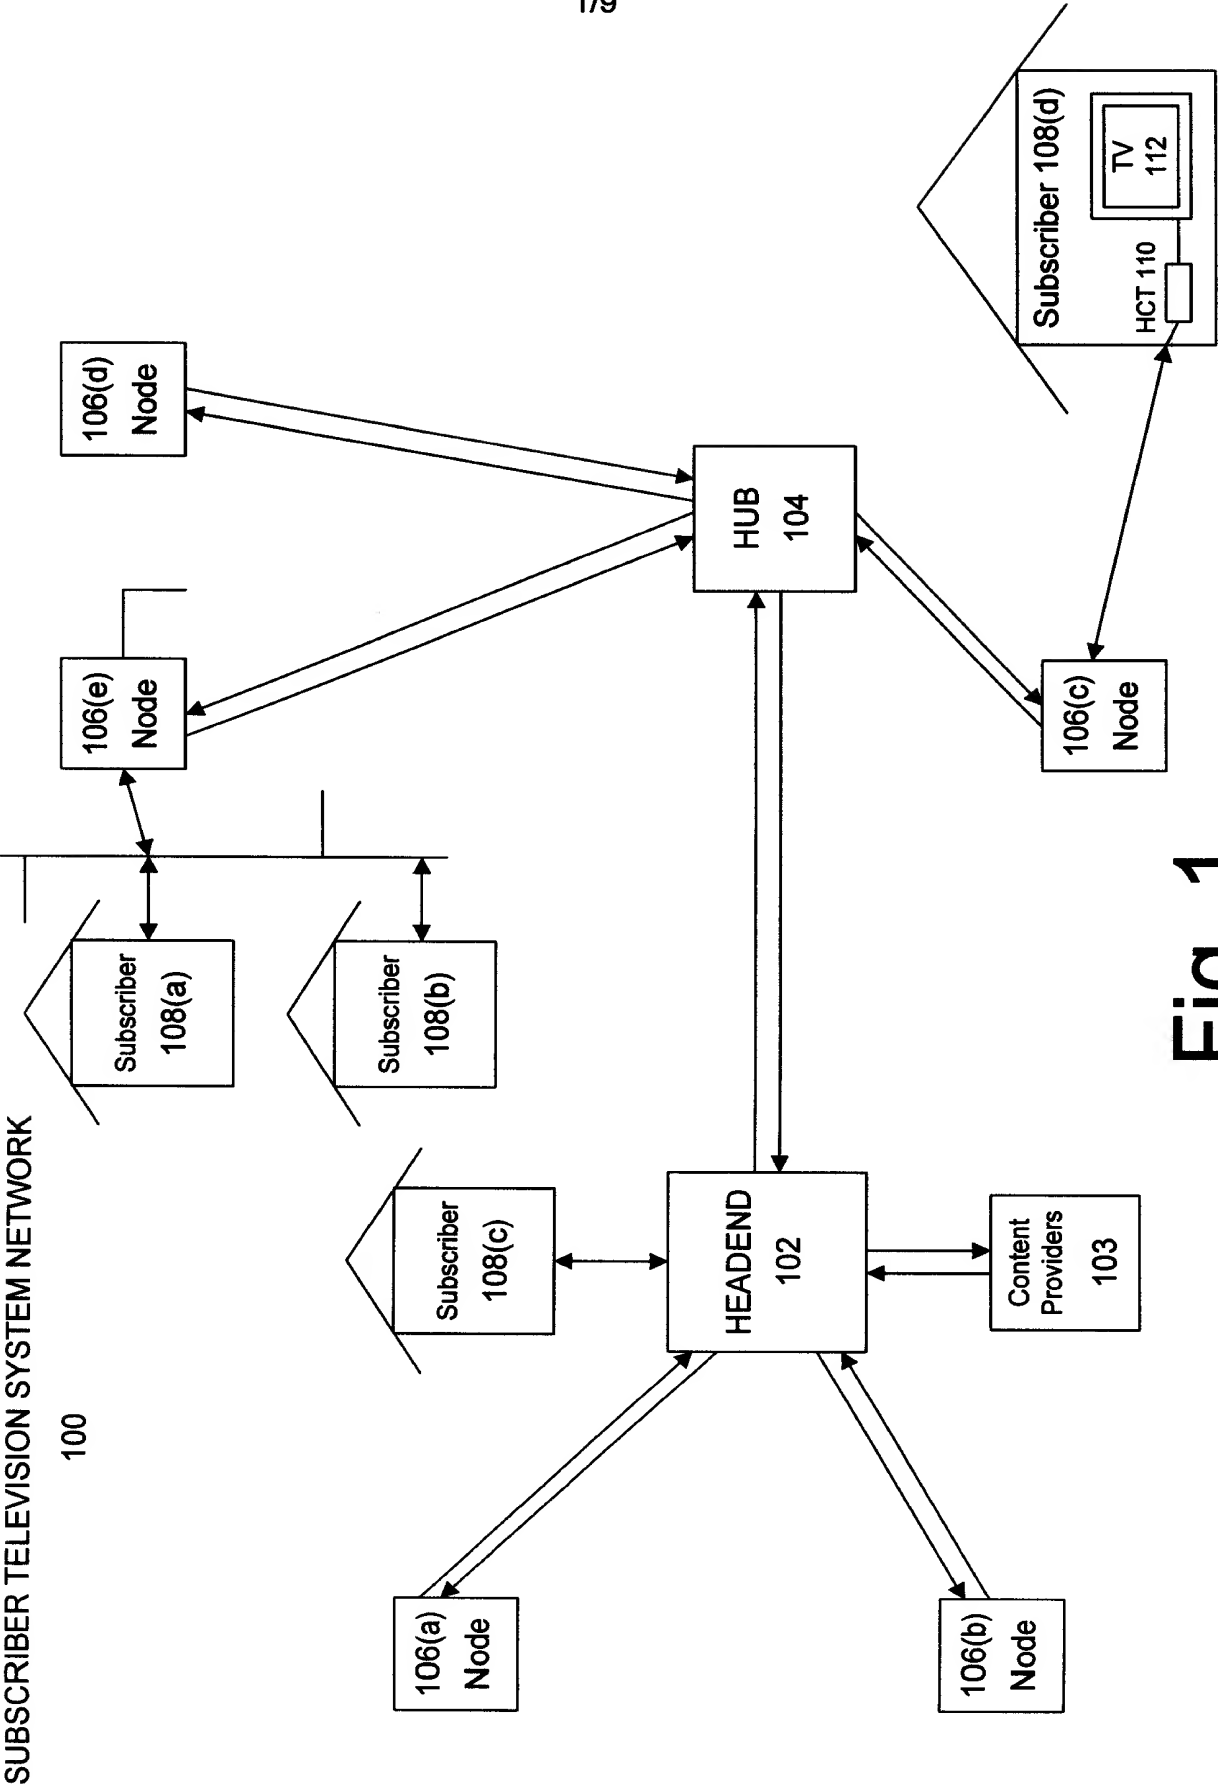 1/9
SUBSCRIBER TELEVISION SYSTEM NETWORK
100
Subscriber
108(a)
106(e)
Node
106(d)
Node
Subscriber
108(b)
Subscriber
108(c)
106(a)
Node
HEADEND
102
HUB
104
Subscriber 108(d)
TV
112
HCT 110
106(b)
Node
Content
Providers
103
106(c)
Node
Fig. 1